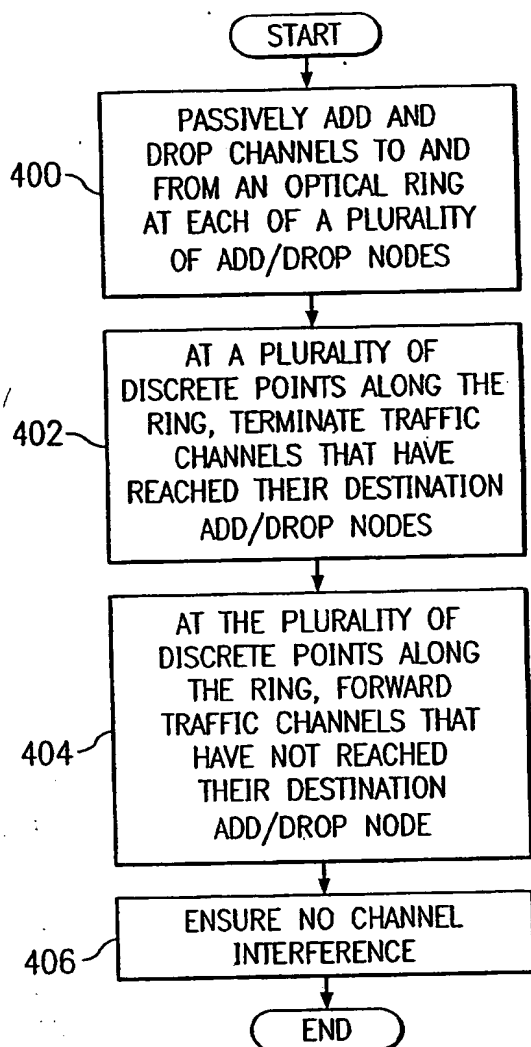 START
400
PASSIVELY ADD AND
DROP CHANNELS TO AND
FROM AN OPTICAL RING
AT EACH OF A PLURALITY
OF ADD/DROP NODES
402
AT A PLURALITY OF
DISCRETE POINTS ALONG THE
RING, TERMINATE TRAFFIC
CHANNELS THAT HAVE
REACHED THEIR DESTINATION
ADD/DROP NODES
404
AT THE PLURALITY OF
DISCRETE POINTS ALONG
THE RING, FORWARD
TRAFFIC CHANNELS THAT
HAVE NOT REACHED
THEIR DESTINATION
ADD/DROP NODE
406
ENSURE NO CHANNEL
INTERFERENCE
END